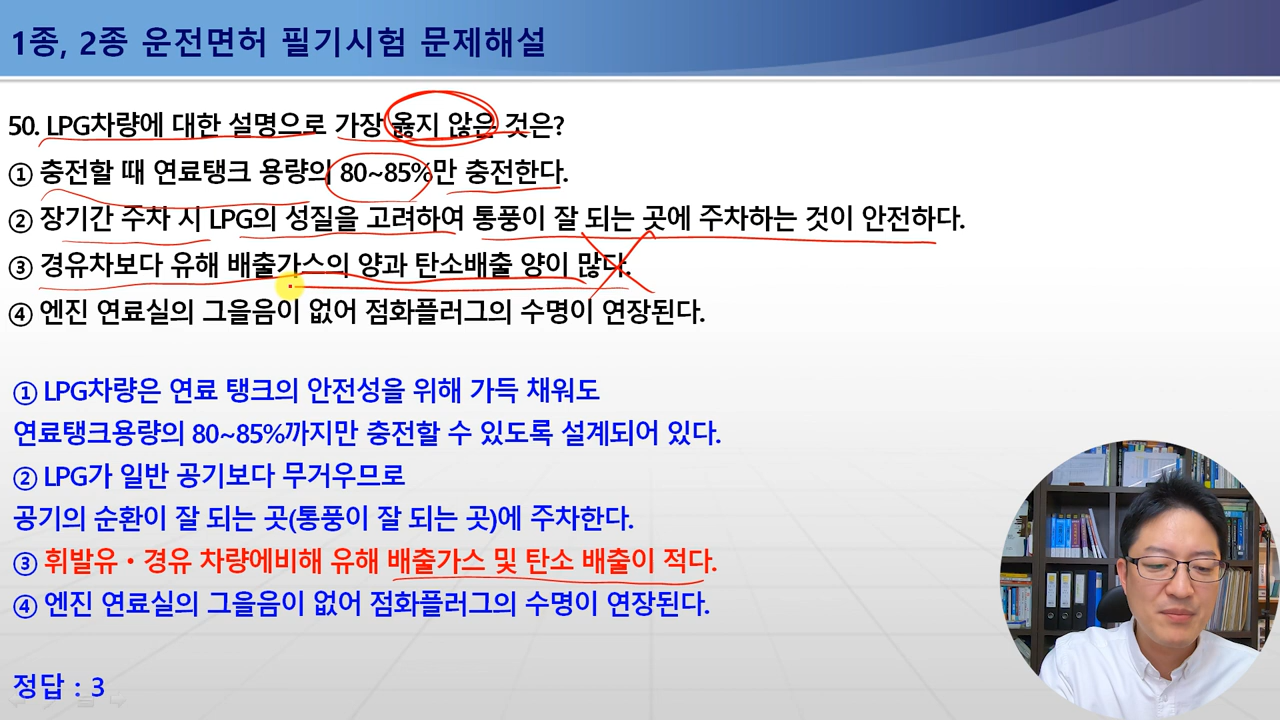 1종, 2종 운전면허 필기시험 문제해설
50. LPG차량에 대한 설명으로 가장 옳지 않은 것은?
① 충전할 때 연료탱크 용량의 80~85%만 충전한다.
② 장기간 주차 시 LPG의 성질을 고려하여 통풍이 잘 되는 곳에 주차하는 것이 안전하다.
③ 경유차보다 유해 배출가스의 양과 탄소배출 양이 많다.
④ 엔진 연료실의 그을음이 없어 점화플러그의 수명이 연장된다.
① LPG차량은 연료 탱크의 안전성을 위해 가득 채워도
연료탱크용량의 80~85%까지만 충전할 수 있도록 설계되어 있다.
② LPG가 일반 공기보다 무거우므로
공기의 순환이 잘 되는 곳(통풍이 잘 되는 곳)에 주차한다.
③ 휘발유・경유 차량에비해 유해 배출가스 및 탄소 배출이 적다.
④ 엔진 연료실의 그을음이 없어 점화플러그의 수명이 연장된다.
정답 : 3